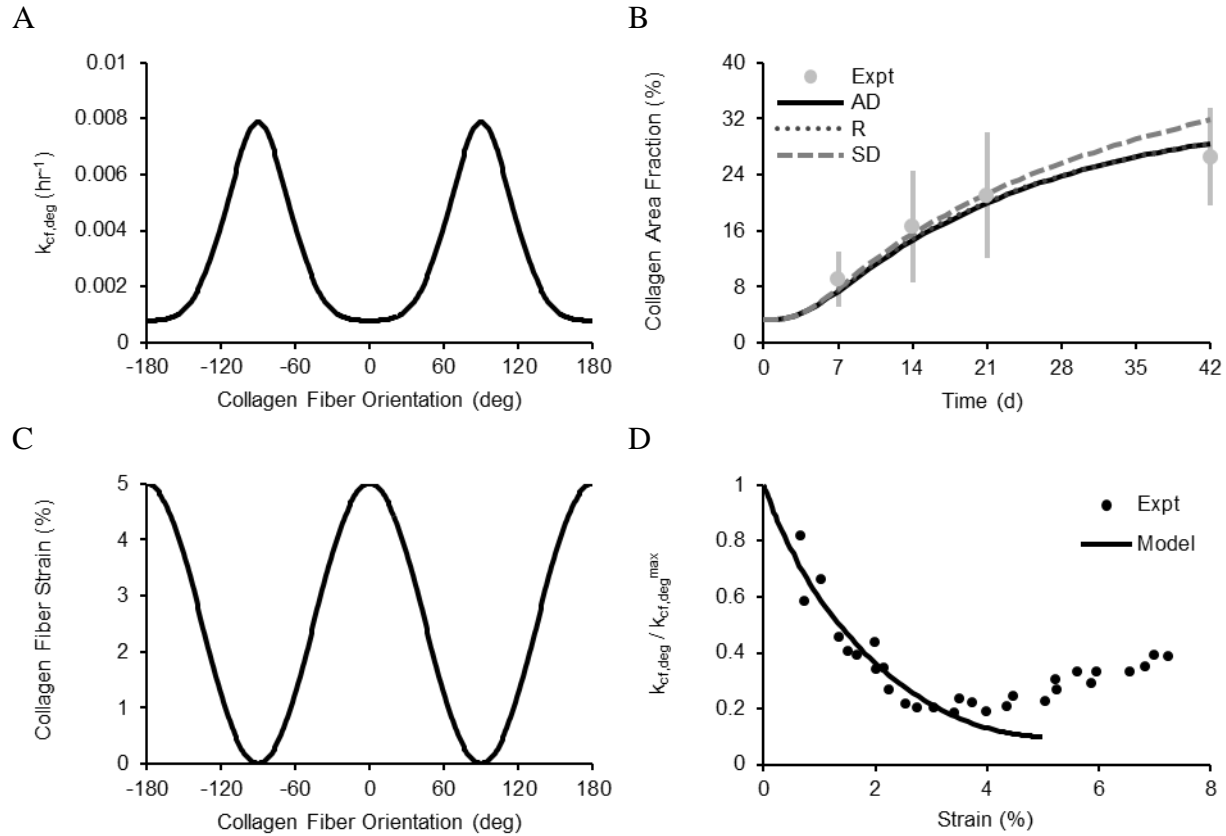 A
0.01
0.008
0.006
0.004
0.002
0
k_cf,deg (hr⁻¹)
-180 -120 -60 0 60 120 180
Collagen Fiber Orientation (deg)
B
40
32
24
16
8
0
Collagen Area Fraction (%)
Expt
AD
R
SD
0 7 14 21 28 35 42
Time (d)
C
5
4
3
2
1
0
Collagen Fiber Strain (%)
-180 -120 -60 0 60 120 180
Collagen Fiber Orientation (deg)
D
1
0.8
0.6
0.4
0.2
0
k_cf,deg / k_cf,deg^max
Expt
Model
0 2 4 6 8
Strain (%)